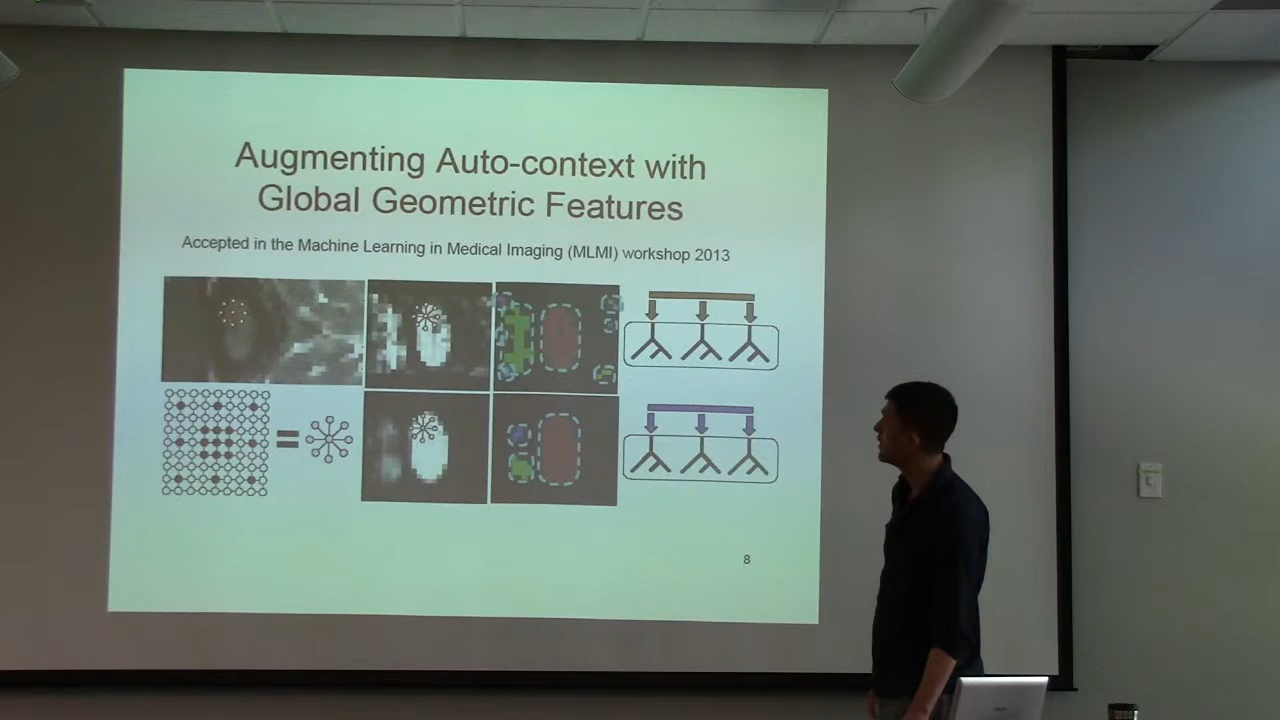 Augmenting Auto-context with
Global Geometric Features
Accepted in the Machine Learning in Medical Imaging (MLMI) workshop 2013
8